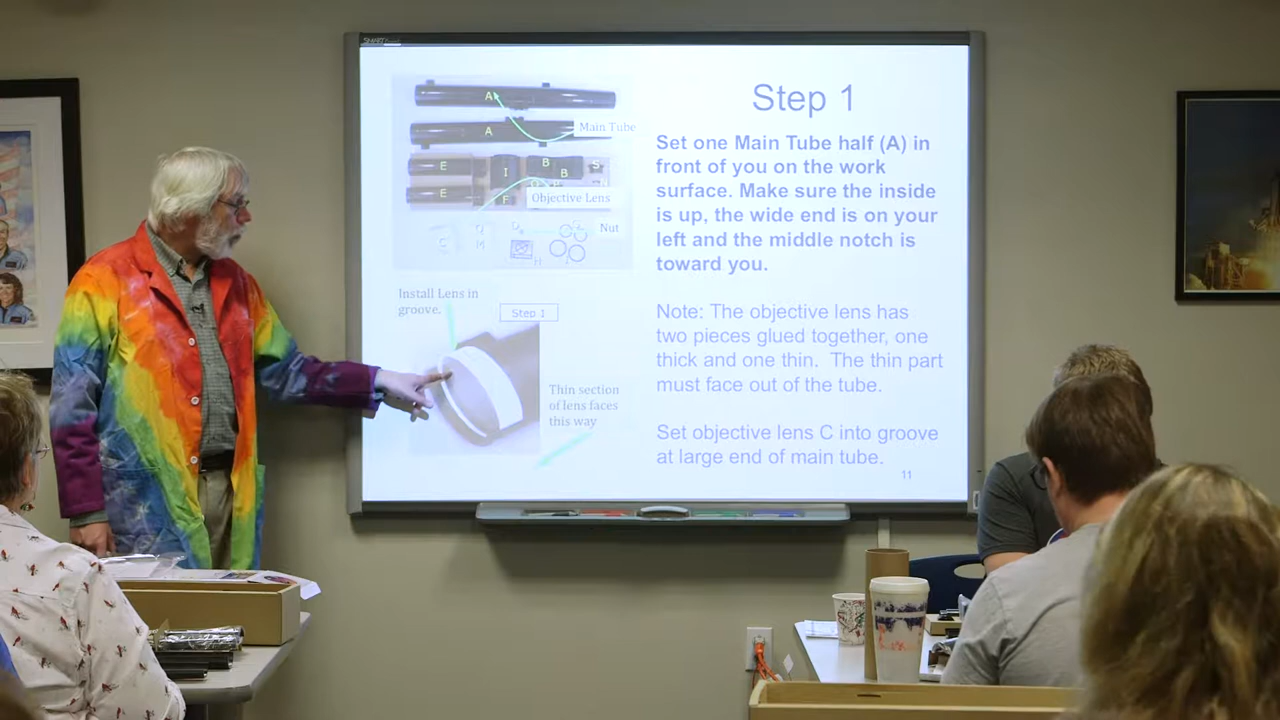 SMART
Step 1
A
Main Tube
A
E
I
B
B
S
E
F
Objective Lens
Nut
Install Lens in
groove.
Step 1
Thin section
of lens faces
this way
Set one Main Tube half (A) in
front of you on the work
surface. Make sure the inside
is up, the wide end is on your
left and the middle notch is
toward you.
Note: The objective lens has
two pieces glued together, one
thick and one thin. The thin part
must face out of the tube.
Set objective lens C into groove
at large end of main tube.
11